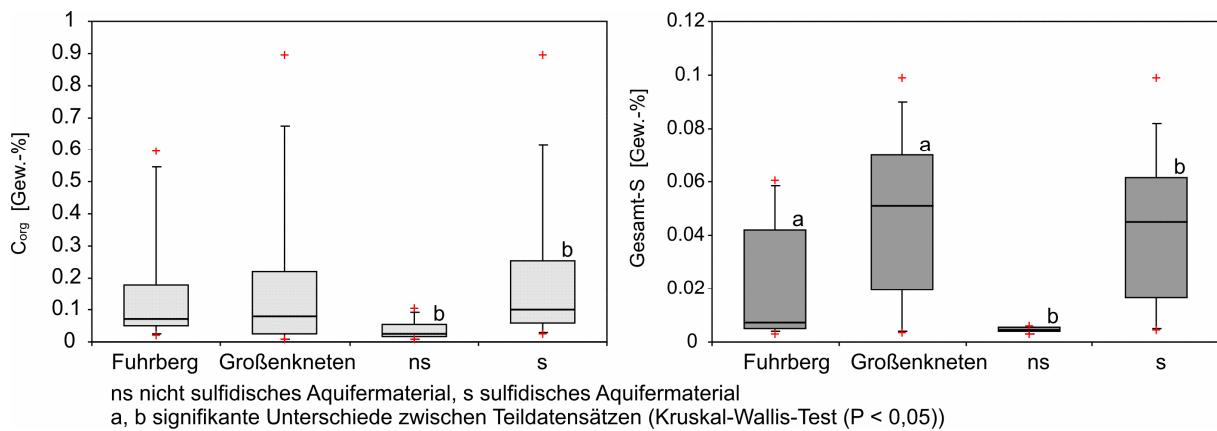 C_org [Gew.-%]
1
0.9
0.8
0.7
0.6
0.5
0.4
0.3
0.2
0.1
0
b
b
Fuhrberg Großenkneten ns s
Gesamt-S [Gew.-%]
0.12
0.1
0.08
0.06
0.04
0.02
0
a
a
b
b
Fuhrberg Großenkneten ns s
ns nicht sulfidisches Aquifermaterial, s sulfidisches Aquifermaterial
a, b signifikante Unterschiede zwischen Teildatensätzen (Kruskal-Wallis-Test (P < 0,05))